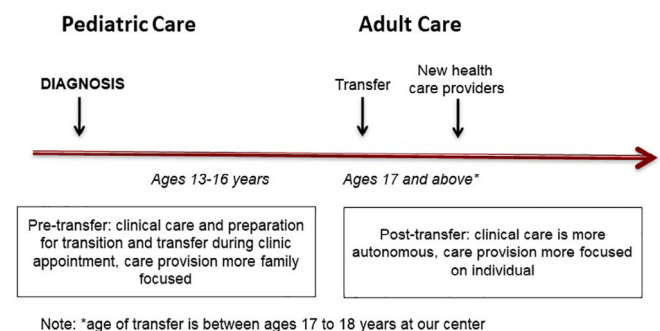 Pediatric Care
Adult Care
DIAGNOSIS
Transfer
New health
care providers
Ages 13-16 years
Ages 17 and above*
Pre-transfer: clinical care and preparation
for transition and transfer during clinic
appointment, care provision more family
focused
Post-transfer: clinical care is more
autonomous, care provision more focused
on individual
Note: *age of transfer is between ages 17 to 18 years at our center